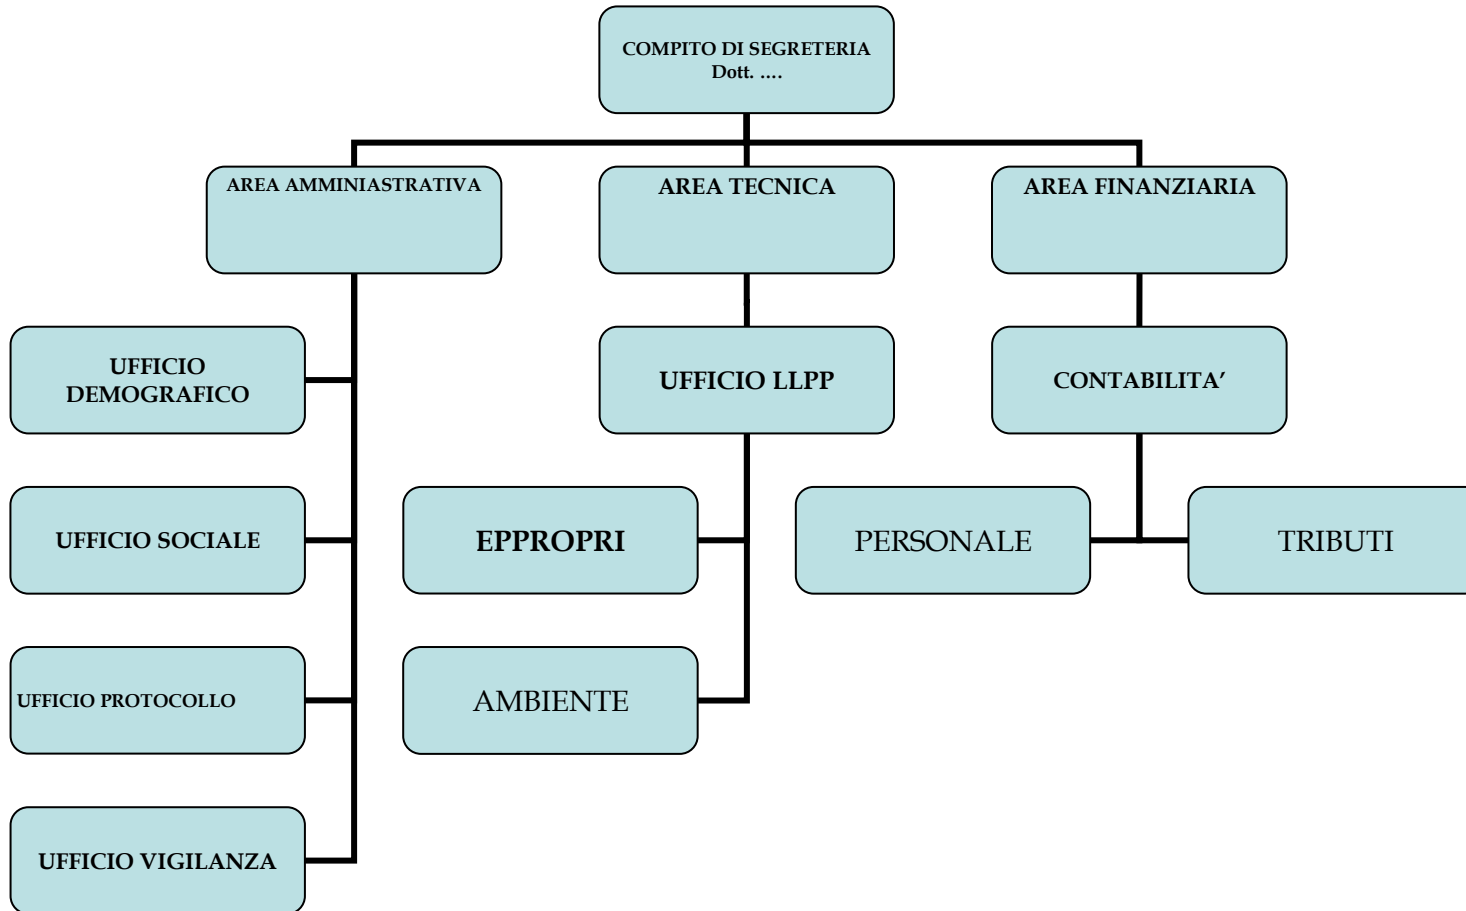 COMPITO DI SEGRETERIA
Dott. ....
AREA AMMINIASTRATIVA
AREA TECNICA
AREA FINANZIARIA
UFFICIO
DEMOGRAFICO
UFFICIO LLPP
CONTABILITA’
UFFICIO SOCIALE
EPPROPRI
PERSONALE
TRIBUTI
UFFICIO PROTOCOLLO
AMBIENTE
UFFICIO VIGILANZA